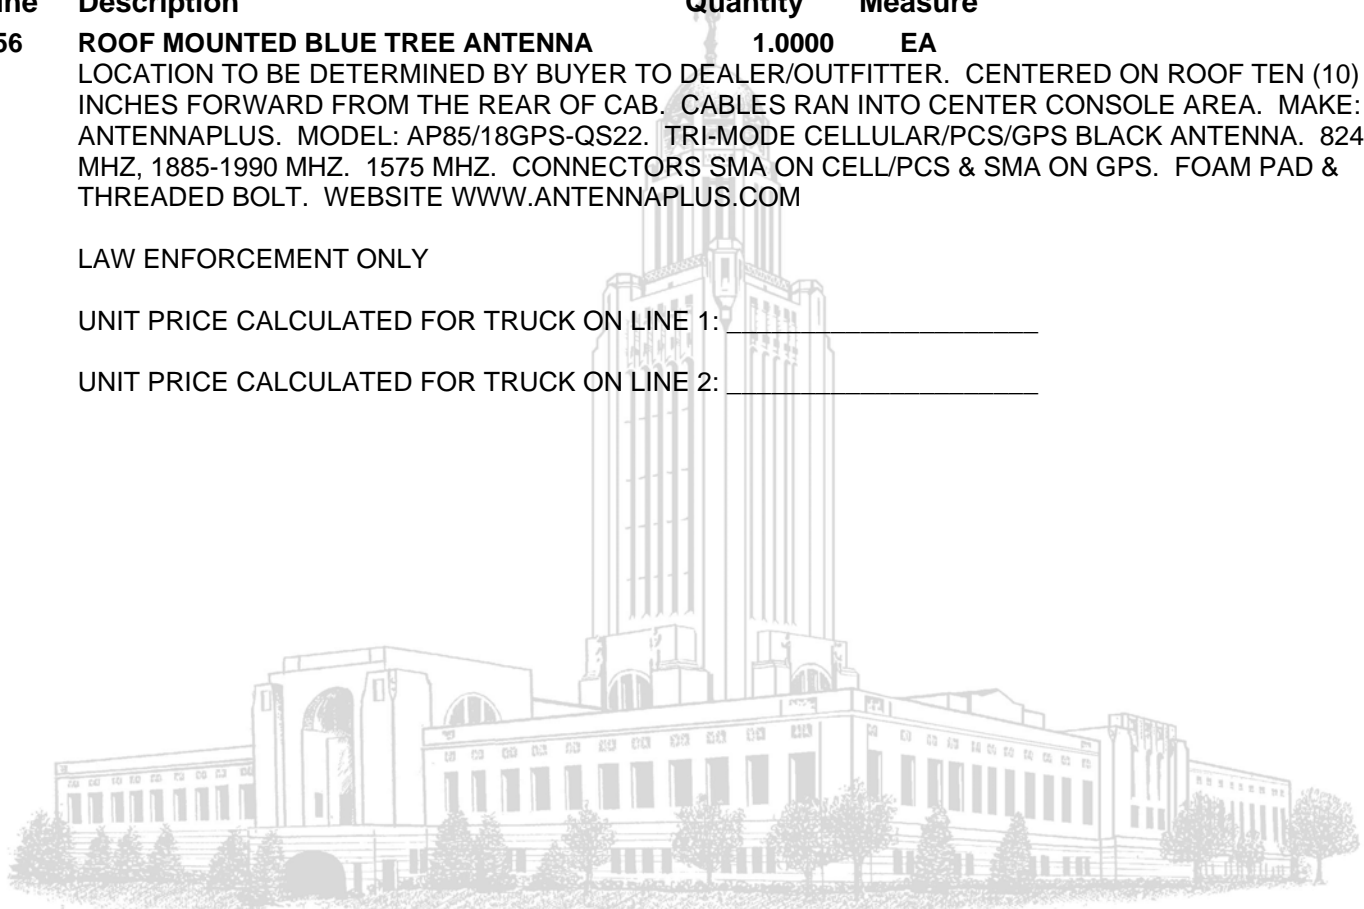 Description Quantity Measure
56 ROOF MOUNTED BLUE TREE ANTENNA 1.0000 EA
LOCATION TO BE DETERMINED BY BUYER TO DEALER/OUTFITTER. CENTERED ON ROOF TEN (10)
INCHES FORWARD FROM THE REAR OF CAB. CABLES RAN INTO CENTER CONSOLE AREA. MAKE:
ANTENNAPLUS. MODEL: AP85/18GPS-QS22. TRI-MODE CELLULAR/PCS/GPS BLACK ANTENNA. 824
MHZ, 1885-1990 MHZ. 1575 MHZ. CONNECTORS SMA ON CELL/PCS & SMA ON GPS. FOAM PAD &
THREADED BOLT. WEBSITE WWW.ANTENNAPLUS.COM
LAW ENFORCEMENT ONLY
UNIT PRICE CALCULATED FOR TRUCK ON LINE 1: _____________________
UNIT PRICE CALCULATED FOR TRUCK ON LINE 2: _____________________